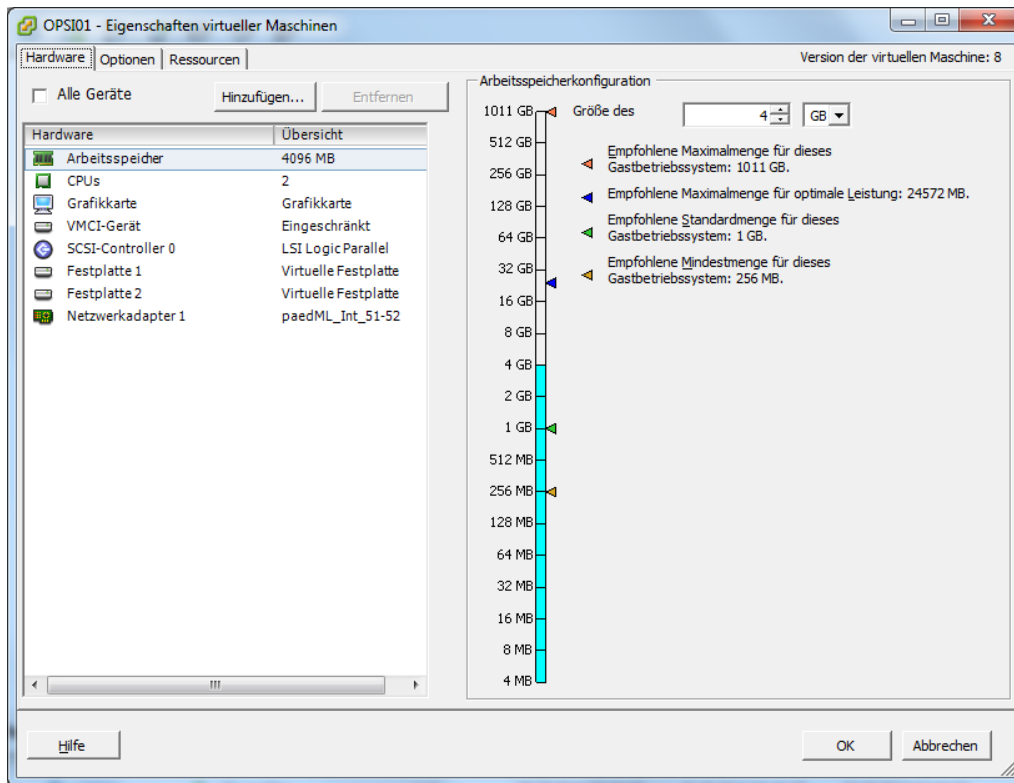 OPSI01 - Eigenschaften virtueller Maschinen
Hardware Optionen Ressourcen
Version der virtuellen Maschine: 8
Alle Geräte
Hinzufügen... Entfernen
Hardware Übersicht
Arbeitsspeicher 4096 MB
CPUs 2
Grafikkarte Grafikkarte
VMCI-Gerät Eingeschränkt
SCSI-Controller 0 LSI Logic Parallel
Festplatte 1 Virtuelle Festplatte
Festplatte 2 Virtuelle Festplatte
Netzwerkadapter 1 paedML_Int_51-52
Arbeitsspeicherkonfiguration
Größe des 4 GB
1011 GB
512 GB
256 GB
128 GB
64 GB
32 GB
16 GB
8 GB
4 GB
2 GB
1 GB
512 MB
256 MB
128 MB
64 MB
32 MB
16 MB
8 MB
4 MB
Empfohlene Maximalmenge für dieses
Gastbetriebssystem: 1011 GB.
Empfohlene Maximalmenge für optimale Leistung: 24572 MB.
Empfohlene Standardmenge für dieses
Gastbetriebssystem: 1 GB.
Empfohlene Mindestmenge für dieses
Gastbetriebssystem: 256 MB.
Hilfe
OK Abbrechen